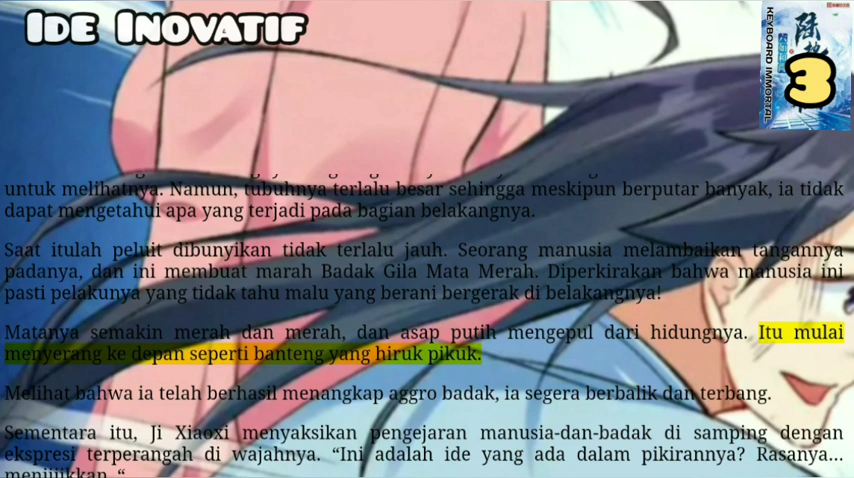 IDE INOVATIF
KEYBOARD IMMORTAL
3
untuk melihatnya. Namun, tubuhnya terlalu besar sehingga meskipun berputar banyak, ia tidak
dapat mengetahui apa yang terjadi pada bagian belakangnya.
Saat itulah peluit dibunyikan tidak terlalu jauh. Seorang manusia melambaikan tangannya
padanya, dan ini membuat marah Badak Gila Mata Merah. Diperkirakan bahwa manusia ini
pasti pelakunya yang tidak tahu malu yang berani bergerak di belakangnya!
Matanya semakin merah dan merah, dan asap putih mengepul dari hidungnya. Itu mulai
menyerang ke depan seperti banteng yang hiruk pikuk.
Melihat bahwa ia telah berhasil menangkap aggro badak, ia segera berbalik dan terbang.
Sementara itu, Ji Xiaoxi menyaksikan pengejaran manusia-dan-badak di samping dengan
ekspresi terperangah di wajahnya. “Ini adalah ide yang ada dalam pikirannya? Rasanya...
menjijikkan. “